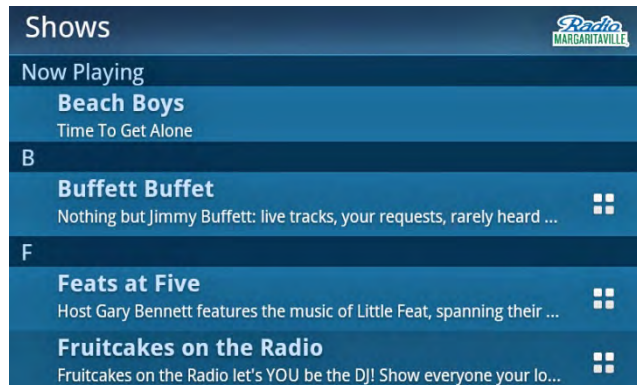 Shows
Radio
MARGARITAVILLE
Now Playing
Beach Boys
Time To Get Alone
B
Buffett Buffet
Nothing but Jimmy Buffett: live tracks, your requests, rarely heard ...
F
Feats at Five
Host Gary Bennett features the music of Little Feat, spanning their ...
Fruitcakes on the Radio
Fruitcakes on the Radio let's YOU be the DJ! Show everyone your lo...